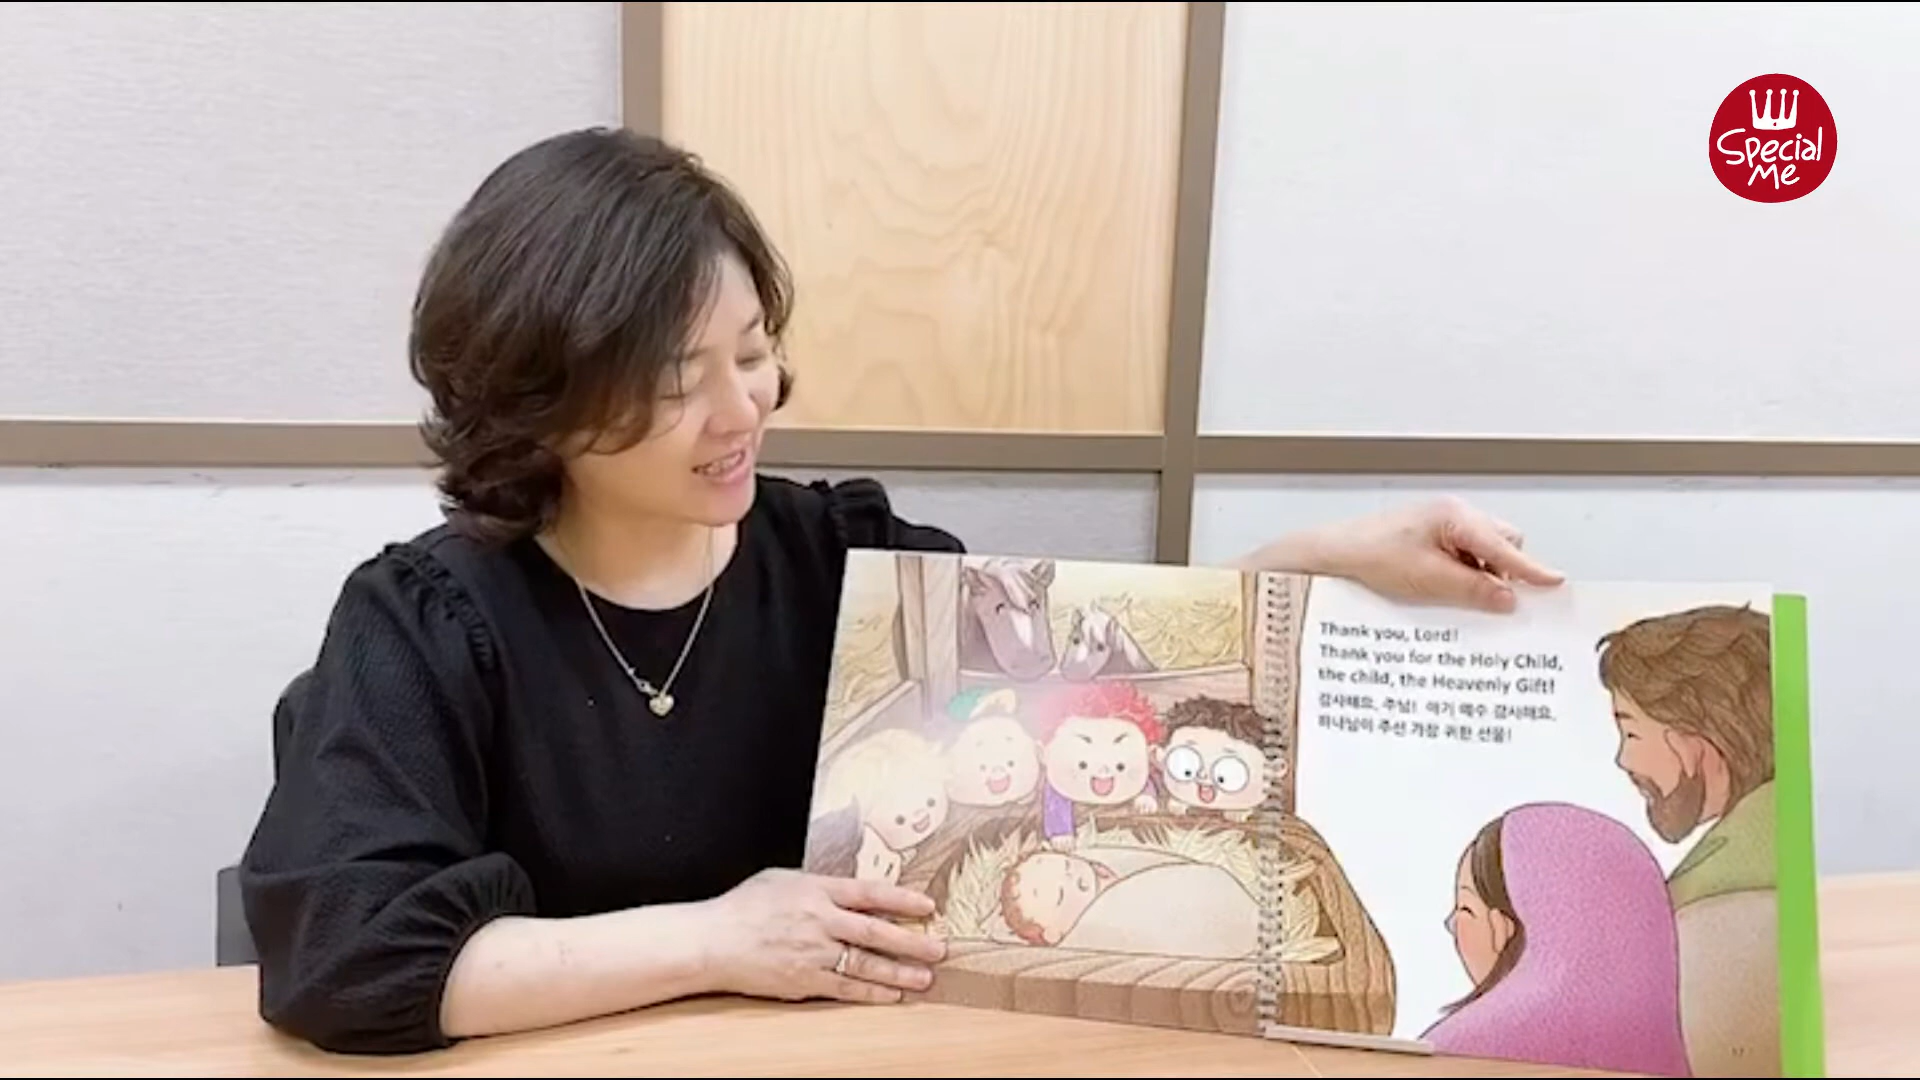 Special
Me
Thank you, Lord!
Thank you for the Holy Child,
the child, the Heavenly Gift!
감사해요, 주님! 아기 예수 감사해요.
하나님이 주신 가장 귀한 선물!
17